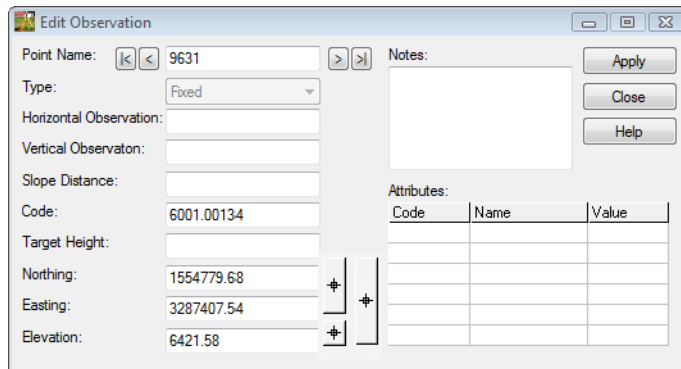 Edit Observation
Point Name: |< < 9631 > >|
Type: Fixed
Horizontal Observation:
Vertical Observaton:
Slope Distance:
Code: 6001.00134
Target Height:
Northing: 1554779.68
Easting: 3287407.54
Elevation: 6421.58
Notes:
Apply
Close
Help
Attributes:
Code Name Value